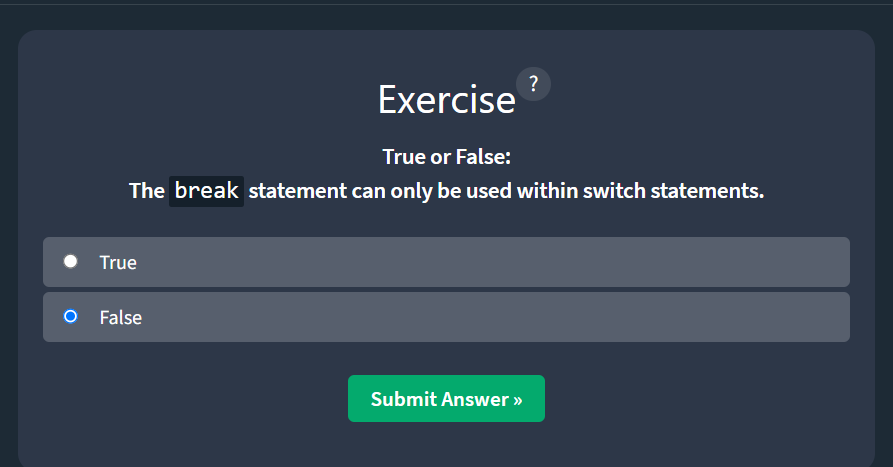 Exercise ?
True or False:
The break statement can only be used within switch statements.
True
False
Submit Answer »